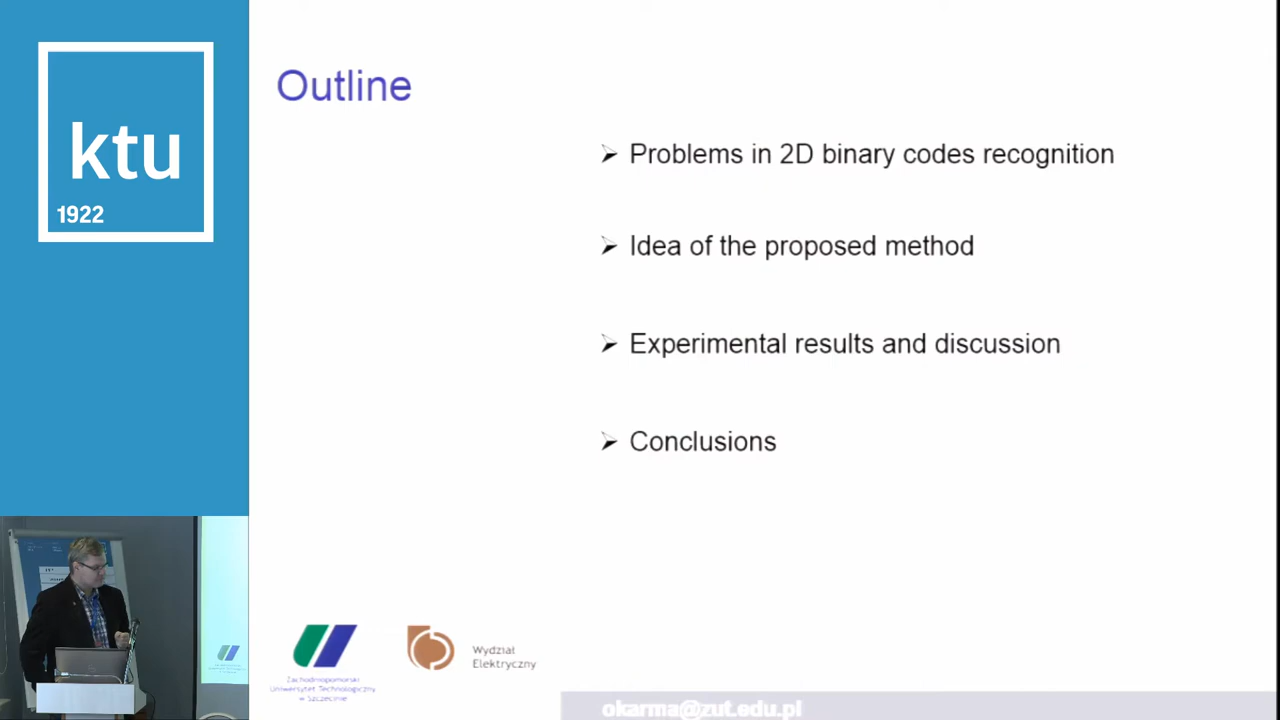 ktu
1922
Outline
Problems in 2D binary codes recognition
Idea of the proposed method
Experimental results and discussion
Conclusions
Zachodniopomorski
Uniwersytet Technologiczny
w Szczecinie
Wydział
Elektryczny
okarma@zut.edu.pl